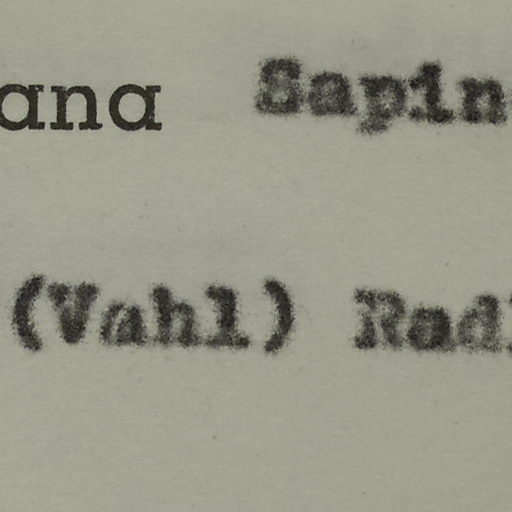 ana Sapin
(Vahl) Rad